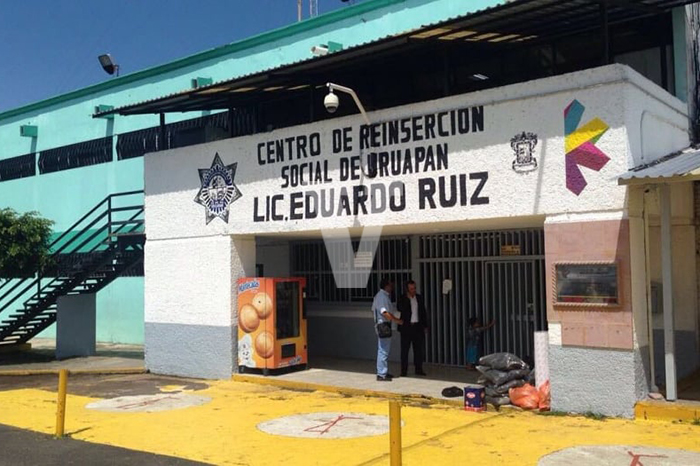 CENTRO DE REINSERCION
SOCIAL DE URUAPAN
LIC. EDUARDO RUIZ